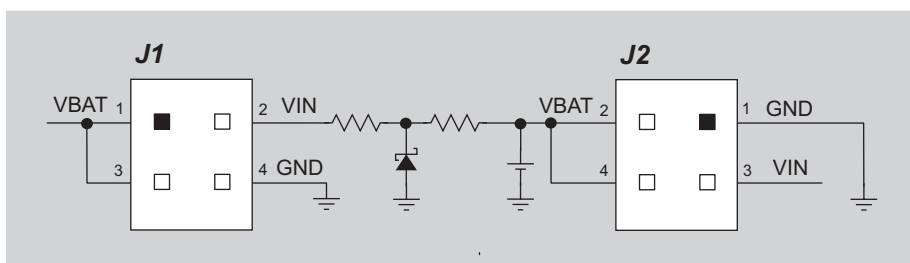 J1
J2
VBAT 1
2 VIN
VBAT 2
1 GND
3
4 GND
4
3 VIN